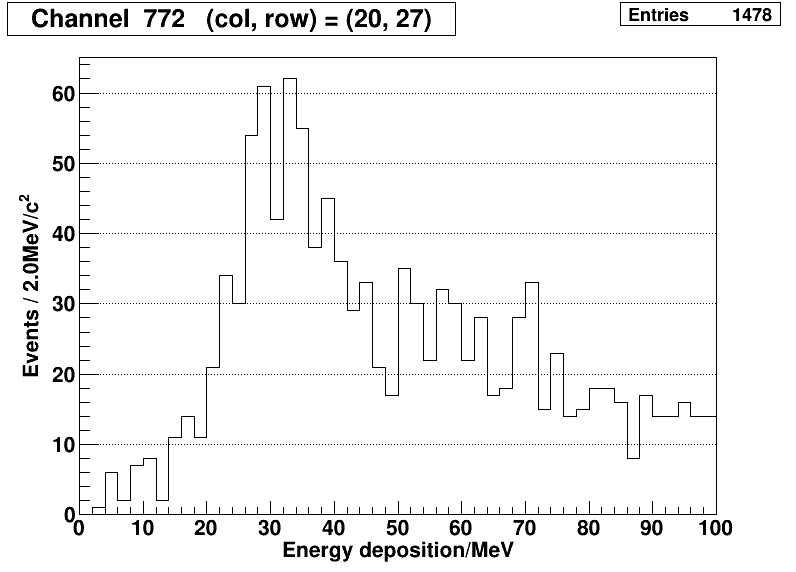 Channel 772 (col, row) = (20, 27)
Entries 1478
Events / 2.0MeV/c²
60
50
40
30
20
10
0
0 10 20 30 40 50 60 70 80 90 100
Energy deposition/MeV